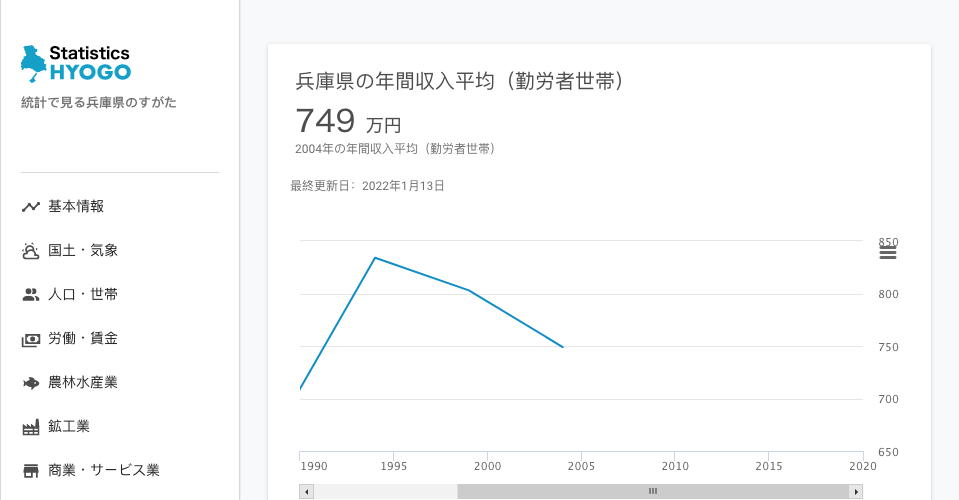 Statistics
HYOGO
統計で見る兵庫県のすがた
基本情報
国土・気象
人口・世帯
労働・賃金
農林水産業
鉱工業
商業・サービス業
兵庫県の年間収入平均（勤労者世帯）
749 万円
2004年の年間収入平均（勤労者世帯）
最終更新日：2022年1月13日
850
800
750
700
650
1990 1995 2000 2005 2010 2015 2020